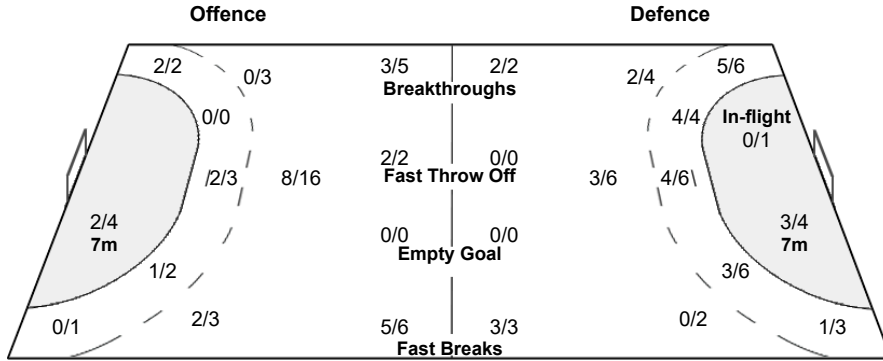 Offence Defence
2/2 0/3 3/5 2/2 2/4 5/6
Breakthroughs
0/0 4/4 In-flight
0/1
2/2 0/0
2/3 8/16 Fast Throw Off 3/6 4/6
2/4 0/0 0/0 3/4
7m Empty Goal 7m
1/2 3/6
0/1 2/3 5/6 3/3 0/2 1/3
Fast Breaks